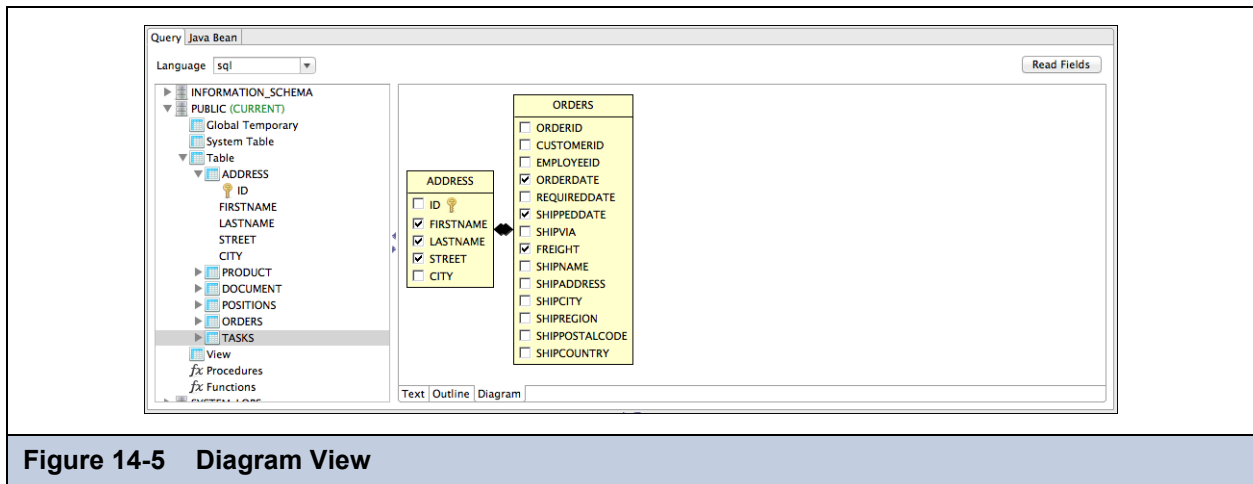 Query Java Bean
Language sql
Read Fields
INFORMATION_SCHEMA
PUBLIC (CURRENT)
Global Temporary
System Table
Table
ADDRESS
ID
FIRSTNAME
LASTNAME
STREET
CITY
PRODUCT
DOCUMENT
POSITIONS
ORDERS
TASKS
View
fx Procedures
fx Functions
ADDRESS
ID
FIRSTNAME
LASTNAME
STREET
CITY
ORDERS
ORDERID
CUSTOMERID
EMPLOYEEID
ORDERDATE
REQUIREDDATE
SHIPPEDDATE
SHIPVIA
FREIGHT
SHIPNAME
SHIPADDRESS
SHIPCITY
SHIPREGION
SHIPPOSTALCODE
SHIPCOUNTRY
Text Outline Diagram
Figure 14-5 Diagram View